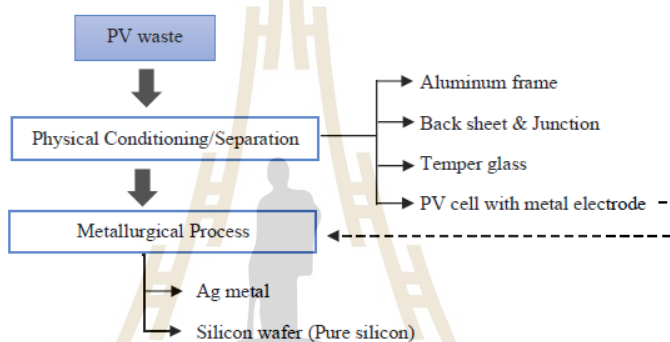 PV waste
Physical Conditioning/Separation
Aluminum frame
Back sheet & Junction
Temper glass
PV cell with metal electrode
Metallurgical Process
Ag metal
Silicon wafer (Pure silicon)